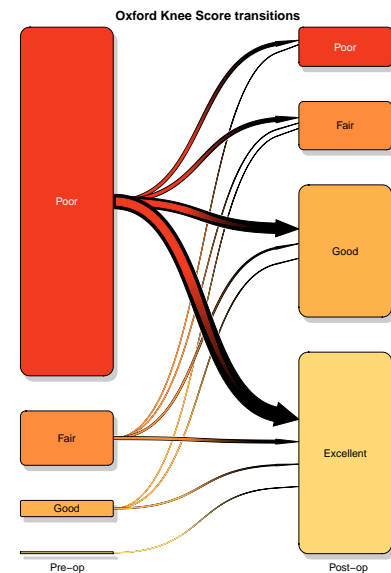 Oxford Knee Score transitions
Poor
Fair
Good
Pre−op
Poor
Fair
Good
Excellent
Post−op